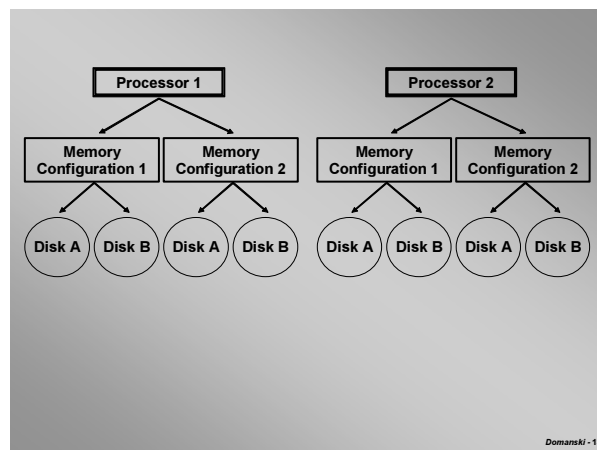 Processor 1
Processor 2
Memory
Configuration 1
Memory
Configuration 2
Memory
Configuration 1
Memory
Configuration 2
Disk A
Disk B
Disk A
Disk B
Disk A
Disk B
Disk A
Disk B
Domanski - 1